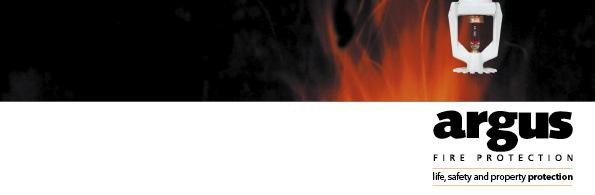 argus
FIRE PROTECTION
life, safety and property protection